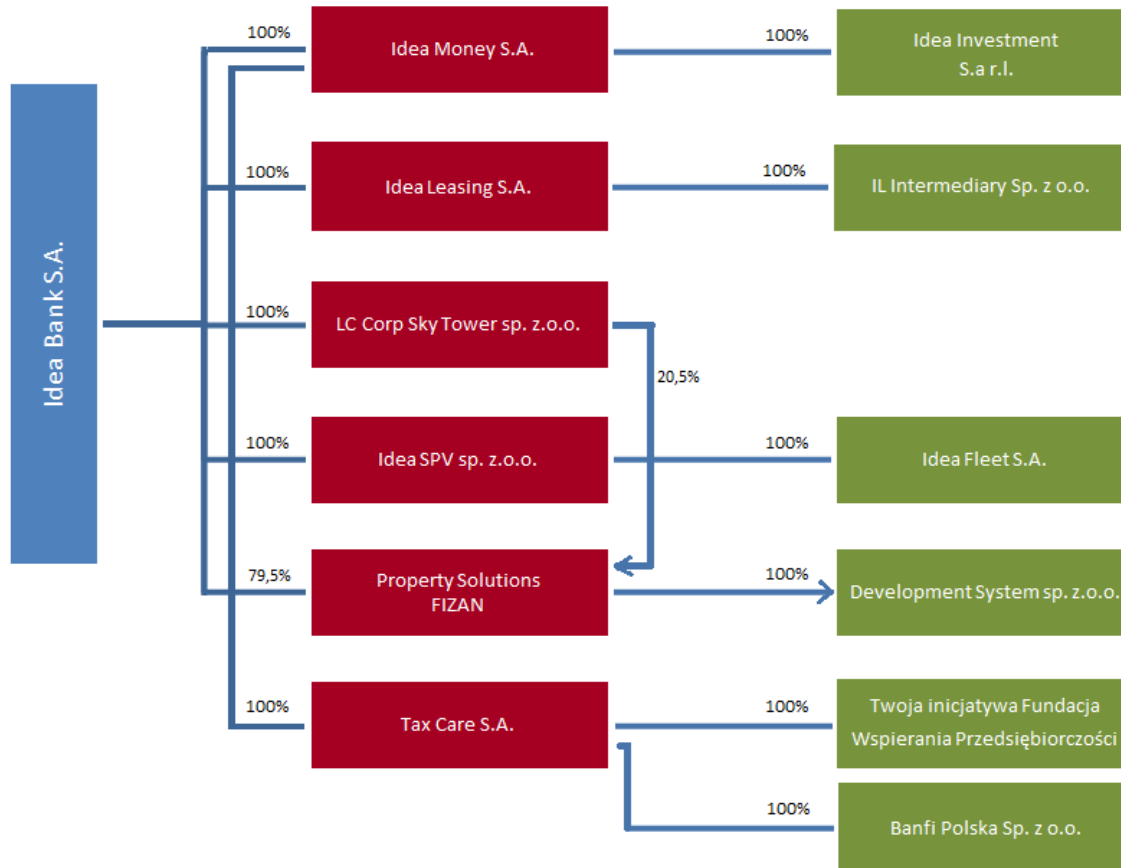 Idea Bank S.A.
100%
Idea Money S.A.
100%
Idea Investment
S.a r.l.
100%
Idea Leasing S.A.
100%
IL Intermediary Sp. z o.o.
100%
LC Corp Sky Tower sp. z.o.o.
20,5%
100%
Idea SPV sp. z.o.o.
100%
Idea Fleet S.A.
79,5%
Property Solutions
FIZAN
100%
Development System sp. z.o.o.
100%
Tax Care S.A.
100%
Twoja inicjatywa Fundacja
Wspierania Przedsiębiorczości
100%
Banfi Polska Sp. z o.o.